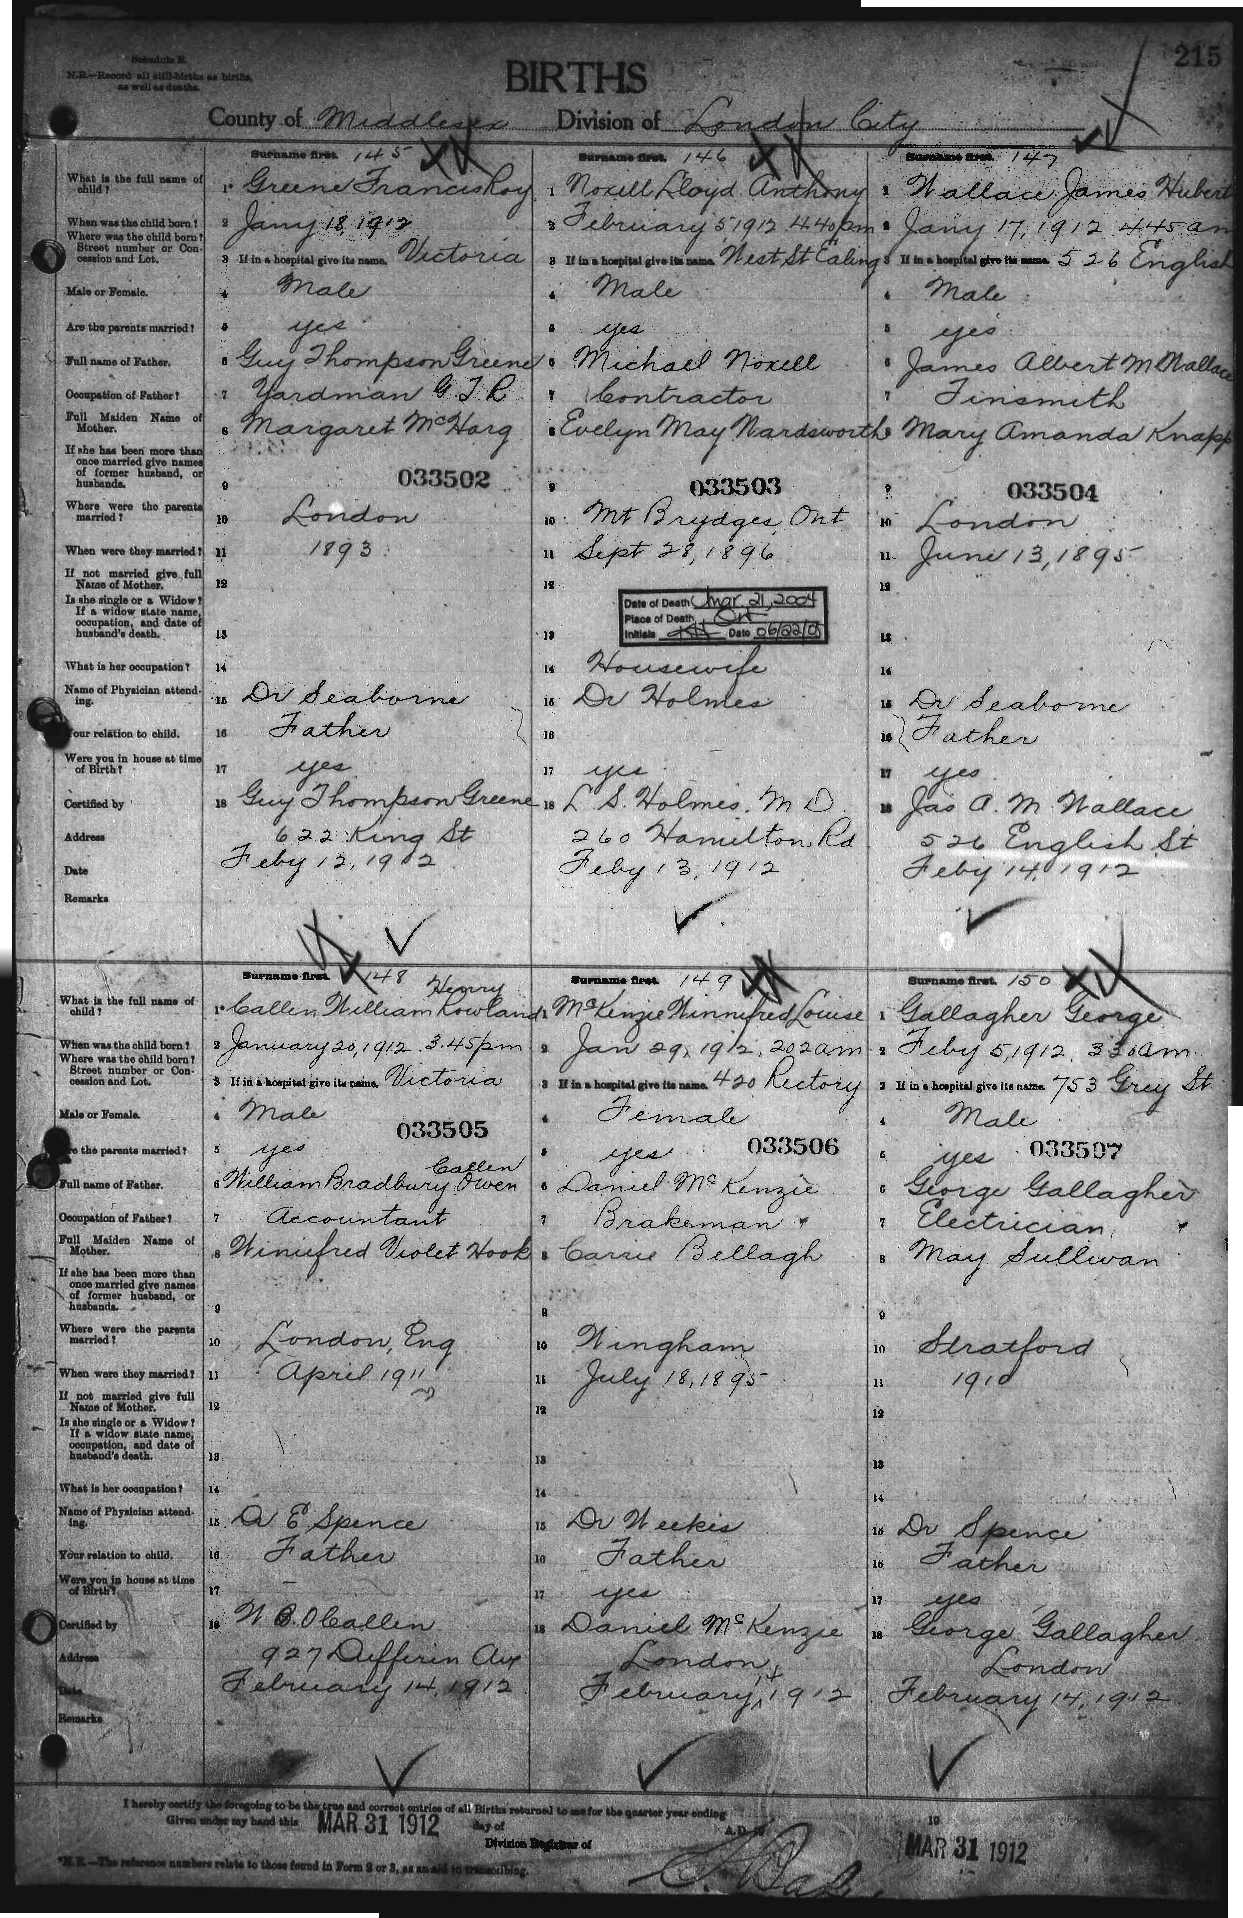 215
Schedule B.
N.B.—Record all still-births as births, as well as deaths.
BIRTHS
County of Middlesex Division of London City
Surname first. 145
What is the full name of child? 1 Greene Francis Roy
When was the child born? 2 Jany 18, 1912
Where was the child born? Street number or Concession and Lot. 3 If in a hospital give its name. Victoria
Male or Female. 4 Male
Are the parents married? 5 yes
Full name of Father. 6 Guy Thompson Greene
Occupation of Father? 7 Yardman G T R
Full Maiden Name of Mother. 8 Margaret McHarg
If she has been more than once married give names of former husband, or husbands. 9
033502
Where were the parents married? 10 London
When were they married? 11 1893
If not married give full Name of Mother. 12
Is she single or a Widow? If a widow state name, occupation, and date of husband's death. 13
What is her occupation? 14
Name of Physician attending. 15 Dr Seaborne
Your relation to child. 16 Father
Were you in house at time of Birth? 17 yes
Certified by 18 Guy Thompson Greene
Address 622 King St
Date Feby 12, 1912
Remarks
Surname first. 146
1 Noxell Lloyd Anthony
2 February 5 1912 4 40 pm
3 If in a hospital give its name. West St Ealing
4 Male
5 yes
6 Michael Noxell
7 Contractor
8 Evelyn May Wardsworth
033503
9
10 Mt Brydges Ont
11 Sept 28, 1896
12
Date of Death Mar 21, 2004
Place of Death Ont
Initials KH Date 06/22/05
13
14 Housewife
15 Dr Holmes
16
17 yes
18 L S. Holmes. M D
260 Hamilton Rd
Feby 13, 1912
Surname first. 147
1 Wallace James Hubert
2 Jany 17, 1912 4 45 am
3 If in a hospital give its name. 526 English
4 Male
5 yes
6 James Albert M Wallace
7 Tinsmith
8 Mary Amanda Knapp
033504
9
10 London
11 June 13, 1895
12
13
14
15 Dr Seaborne
16 Father
17 yes
18 Jas A. M. Wallace
526 English St
Feby 14, 1912
Surname first. 148
Henry
What is the full name of child? 1 Callen William Rowland
When was the child born? 2 January 20, 1912 3.45 pm
Where was the child born? Street number or Concession and Lot. 3 If in a hospital give its name. Victoria
Male or Female. 4 Male
033505
Are the parents married? 5 yes
Callen
Full name of Father. 6 William Bradbury Owen
Occupation of Father? 7 Accountant
Full Maiden Name of Mother. 8 Winifred Violet Hook
If she has been more than once married give names of former husband, or husbands. 9
Where were the parents married? 10 London, Eng
When were they married? 11 April 1911
If not married give full Name of Mother. 12
Is she single or a Widow? If a widow state name, occupation, and date of husband's death. 13
What is her occupation? 14
Name of Physician attending. 15 Dr E Spence
Your relation to child. 16 Father
Were you in house at time of Birth? 17 –
Certified by 18 W B O Callen
Address 927 Dufferin Ave
Date February 14, 1912
Remarks
Surname first. 149
1 McKenzie Winnifred Louise
2 Jan 29, 1912, 2 02 am
3 If in a hospital give its name. 420 Rectory
4 Female
5 yes 033506
6 Daniel McKenzie
7 Brakeman
8 Carrie Bellagh
9
10 Wingham
11 July 18, 1895
12
13
14
15 Dr Weekes
16 Father
17 yes
18 Daniel McKenzie
London
February 14, 1912
Surname first. 150
1 Gallagher George
2 Feby 5, 1912, 3 30 am
3 If in a hospital give its name. 753 Grey St
4 Male
5 yes 033507
6 George Gallagher
7 Electrician
8 May Sullivan
9
10 Stratford
11 1910
12
13
14
15 Dr Spence
16 Father
17 yes
18 George Gallagher
London
February 14, 1912
I hereby certify the foregoing to be the true and correct entries of all Births returned to me for the quarter year ending 19
Given under my hand this MAR 31 1912 day of A.D. 19 MAR 31 1912
Division Registrar of
*N.B.—The reference numbers relate to those found in Form 2 or 3, as an aid in transcribing.